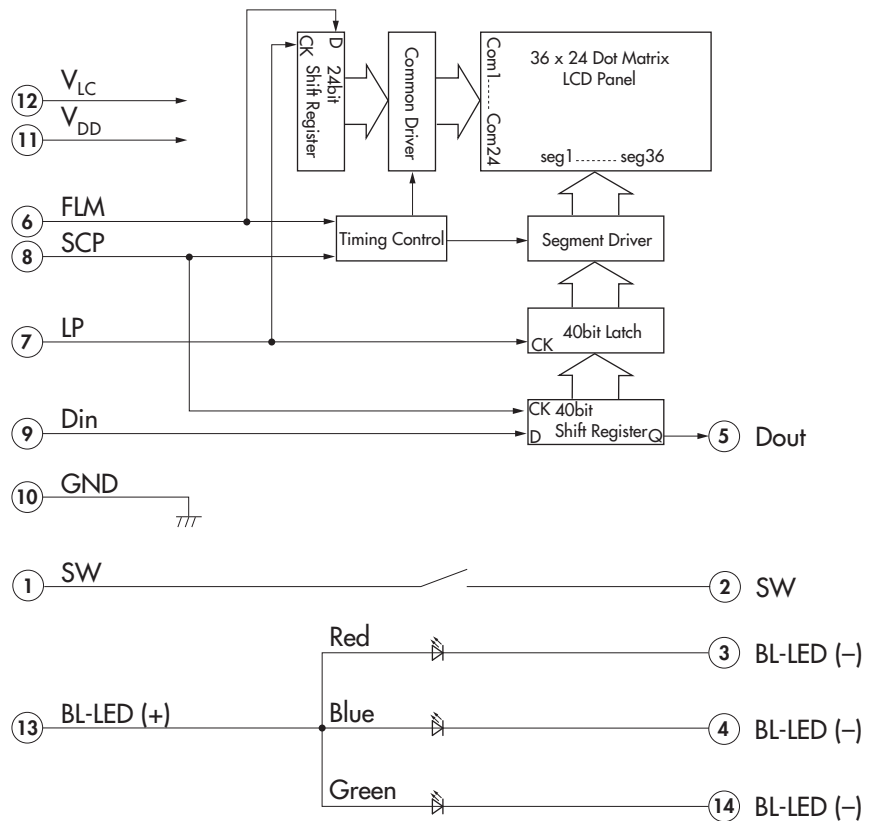 CK
D
24bit
Shift Register
Common Driver
Com1........ Com24
36 x 24 Dot Matrix
LCD Panel
seg1......... seg36
12 VLC
11 VDD
6 FLM
Timing Control
Segment Driver
8 SCP
7 LP
40bit Latch
CK
CK 40bit
Shift Register
D
Q
9 Din
5 Dout
10 GND
1 SW
2 SW
Red
3 BL-LED (–)
13 BL-LED (+)
Blue
4 BL-LED (–)
Green
14 BL-LED (–)